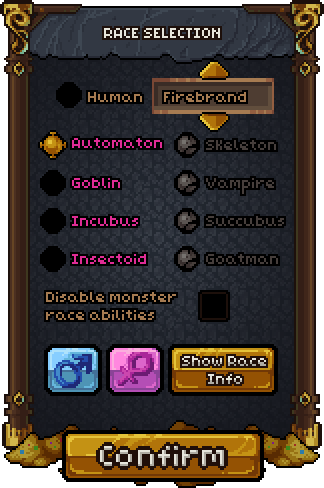 RACE SELECTION
Human
Firebrand
Automaton
Skeleton
Goblin
Vampire
Incubus
Succubus
Insectoid
Goatman
Disable monster
race abilities
Show Race
Info
Confirm